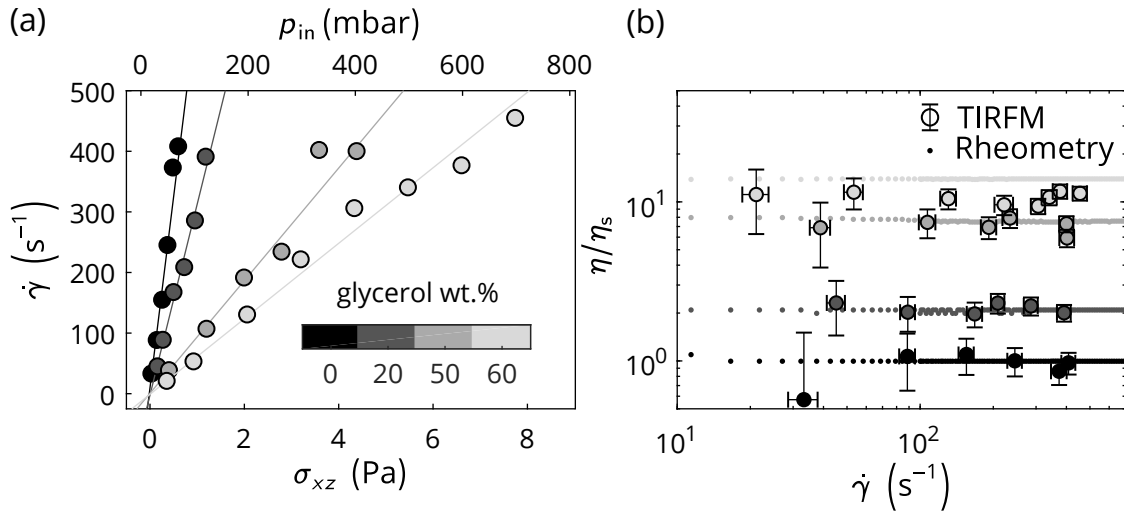 (a)
p_in (mbar)
0 200 400 600 800
γ̇ (s⁻¹)
500
400
300
200
100
0
glycerol wt.%
0 20 50 60
0 2 4 6 8
σ_xz (Pa)
(b)
TIRFM
Rheometry
η/η_s
10¹
10⁰
10¹ 10²
γ̇ (s⁻¹)